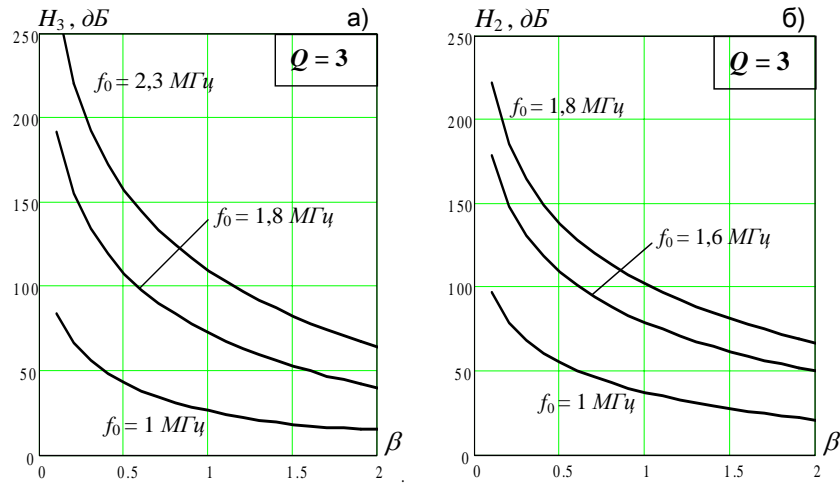 H₃ , дБ
а)
250
200
150
100
50
0
0
0.5
1
1.5
2
β
Q = 3
f₀ = 2,3 МГц
f₀ = 1,8 МГц
f₀ = 1 МГц
H₂ , дБ
б)
250
200
150
100
50
0
0
0.5
1
1.5
2
β
Q = 3
f₀ = 1,8 МГц
f₀ = 1,6 МГц
f₀ = 1 МГц